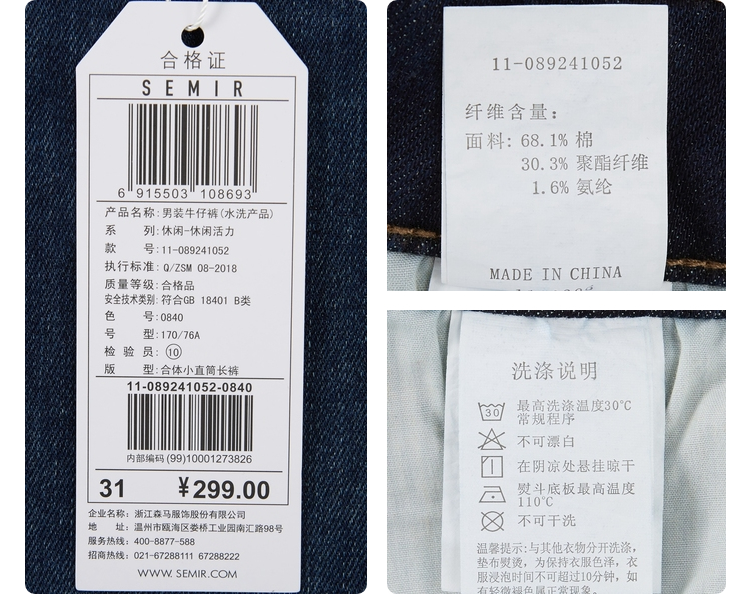 合格证
SEMIR
6 915503 108693
产品名称:男装牛仔裤(水洗产品)
系 列:休闲-休闲活力
款 号:11-089241052
执行标准:Q/ZSM 08-2018
质量等级:合格品
安全技术类别:符合GB 18401 B类
色 号:0840
号 型:170/76A
检 验 员:⑩
版 型:合体小直筒长裤
11-089241052-0840
内部编码(99)10001273826
31 ¥299.00
企业名称: 浙江森马服饰股份有限公司
地 址: 温州市瓯海区娄桥工业园南汇路98号
服务热线: 400-8877-588
招商热线: 021-67288111 67288222
WWW. SEMIR.COM
11-089241052
纤维含量:
面料: 68.1% 棉
30.3% 聚酯纤维
1.6% 氨纶
MADE IN CHINA
洗涤说明
30
最高洗涤温度30℃
常规程序
不可漂白
在阴凉处悬挂晾干
熨斗底板最高温度
110℃
不可干洗
温馨提示:与其他衣物分开洗涤,
垫布熨烫,为保持衣服色泽,衣
服浸泡时间不可超过10分钟,如
有轻微褪色属正常现象。